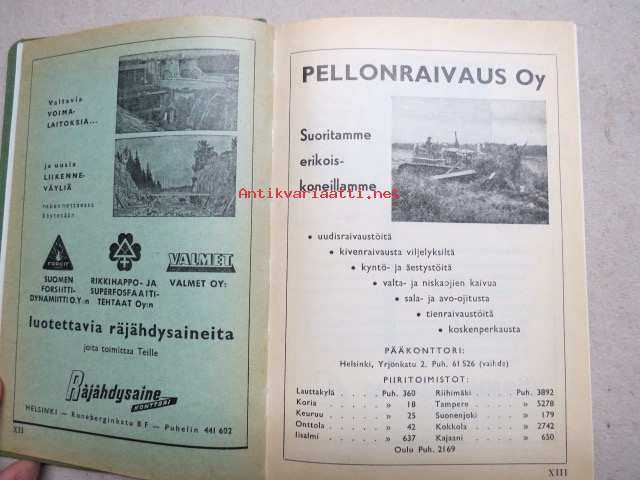 Valtavia
VOIMA-
LAITOKSIA...
ja uusia
LIIKENNE-
VÄYLIÄ
rakennettaessa
käytetään
FORCIT
SUOMEN
FORSIITTI-
DYNAMIITTI O.Y:n
RIKKIHAPPO- JA
SUPERFOSFAATTI-
TEHTAAT Oy:n
VALMET
VALMET OY:
luotettavia räjähdysaineita
joita toimittaa Teille
Räjähdysaine
KONTTORI
HELSINKI — Runeberginkatu 8 F — Puhelin 441 602
XII
PELLONRAIVAUS Oy
Suoritamme
erikois-
koneillamme
Antikvariaatti.net
• uudisraivaustöitä
• kivenraivausta viljelyksiltä
• kyntö- ja äestystöitä
• valta- ja niskaojien kaivua
• sala- ja avo-ojitusta
• tienraivaustöitä
• koskenperkausta
PÄÄKONTTORI:
Helsinki, Yrjönkatu 2. Puh. 61 526 (vaihde)
PIIRITOIMISTOT:
Lauttakylä . . Puh. 360 Riihimäki . . Puh. 3892
Koria » 18 Tampere . . » 5278
Keuruu » 25 Suonenjoki » 179
Onttola » 42 Kokkola » 2742
Iisalmi » 637 Kajaani » 650
Oulu Puh. 2169
XIII